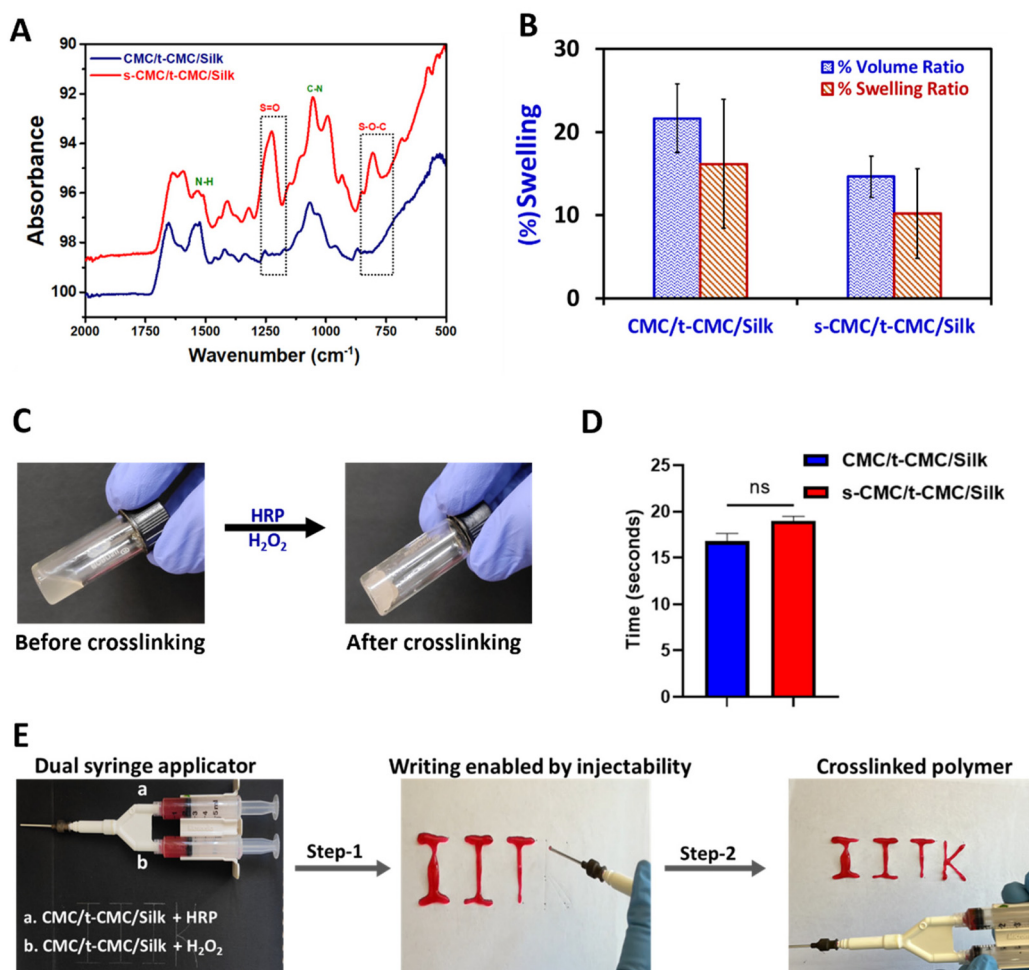 A
Absorbance
90
92
94
96
98
100
CMC/t-CMC/Silk
s-CMC/t-CMC/Silk
S=O
C-N
S-O-C
N-H
2000 1750 1500 1250 1000 750 500
Wavenumber (cm⁻¹)
B
(%)Swelling
30
20
10
0
% Volume Ratio
% Swelling Ratio
CMC/t-CMC/Silk s-CMC/t-CMC/Silk
C
HRP
H₂O₂
Before crosslinking
After crosslinking
D
CMC/t-CMC/Silk
s-CMC/t-CMC/Silk
Time (seconds)
25
20
15
10
5
0
ns
E
Dual syringe applicator
a
b
a. CMC/t-CMC/Silk + HRP
b. CMC/t-CMC/Silk + H₂O₂
Step-1
Writing enabled by injectability
I I T
Step-2
Crosslinked polymer
I I T K